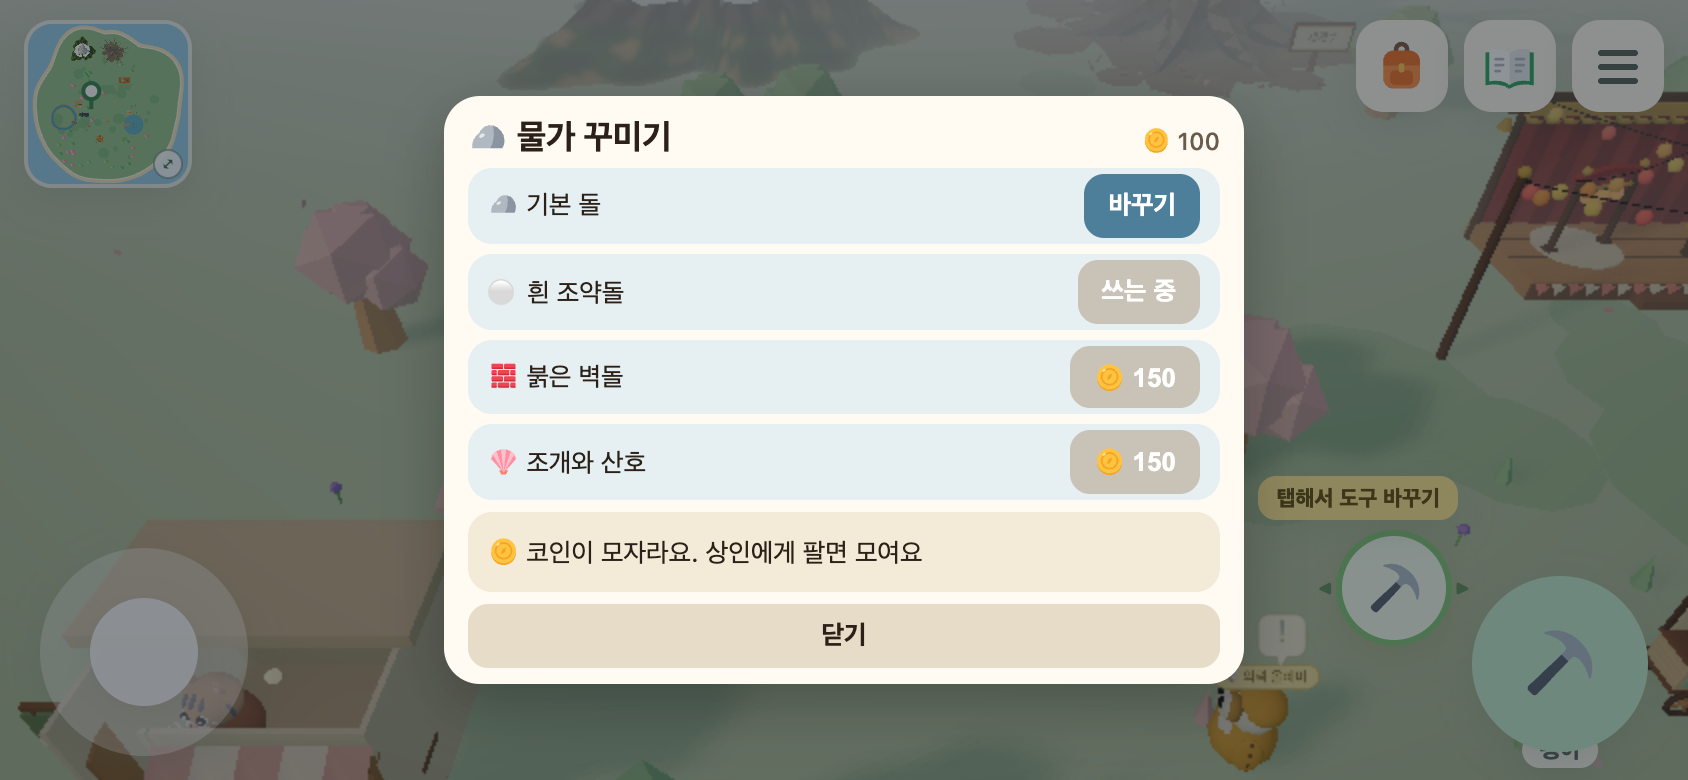 물가 꾸미기
100
기본 돌
바꾸기
흰 조약돌
쓰는 중
붉은 벽돌
150
조개와 산호
150
코인이 모자라요. 상인에게 팔면 모여요
닫기
탭해서 도구 바꾸기
!